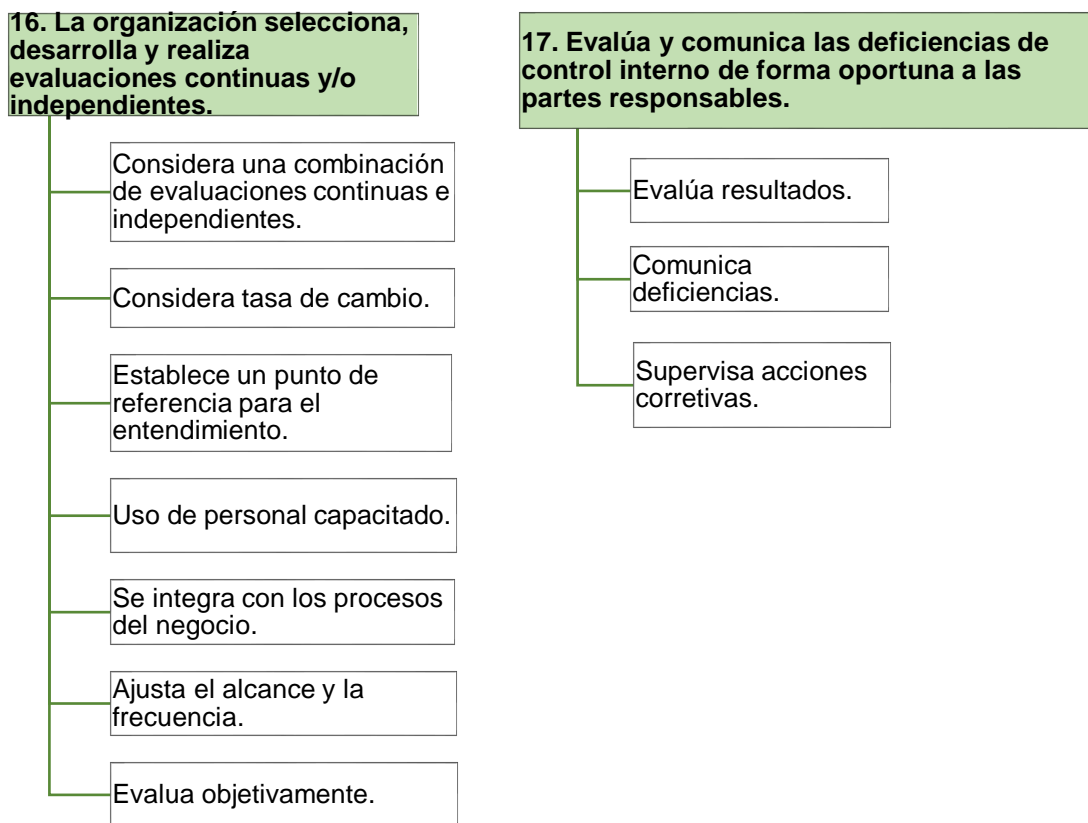 16. La organización selecciona,
desarrolla y realiza
evaluaciones continuas y/o
independientes.
Considera una combinación
de evaluaciones continuas e
independientes.
Considera tasa de cambio.
Establece un punto de
referencia para el
entendimiento.
Uso de personal capacitado.
Se integra con los procesos
del negocio.
Ajusta el alcance y la
frecuencia.
Evalua objetivamente.
17. Evalúa y comunica las deficiencias de
control interno de forma oportuna a las
partes responsables.
Evalúa resultados.
Comunica
deficiencias.
Supervisa acciones
corretivas.